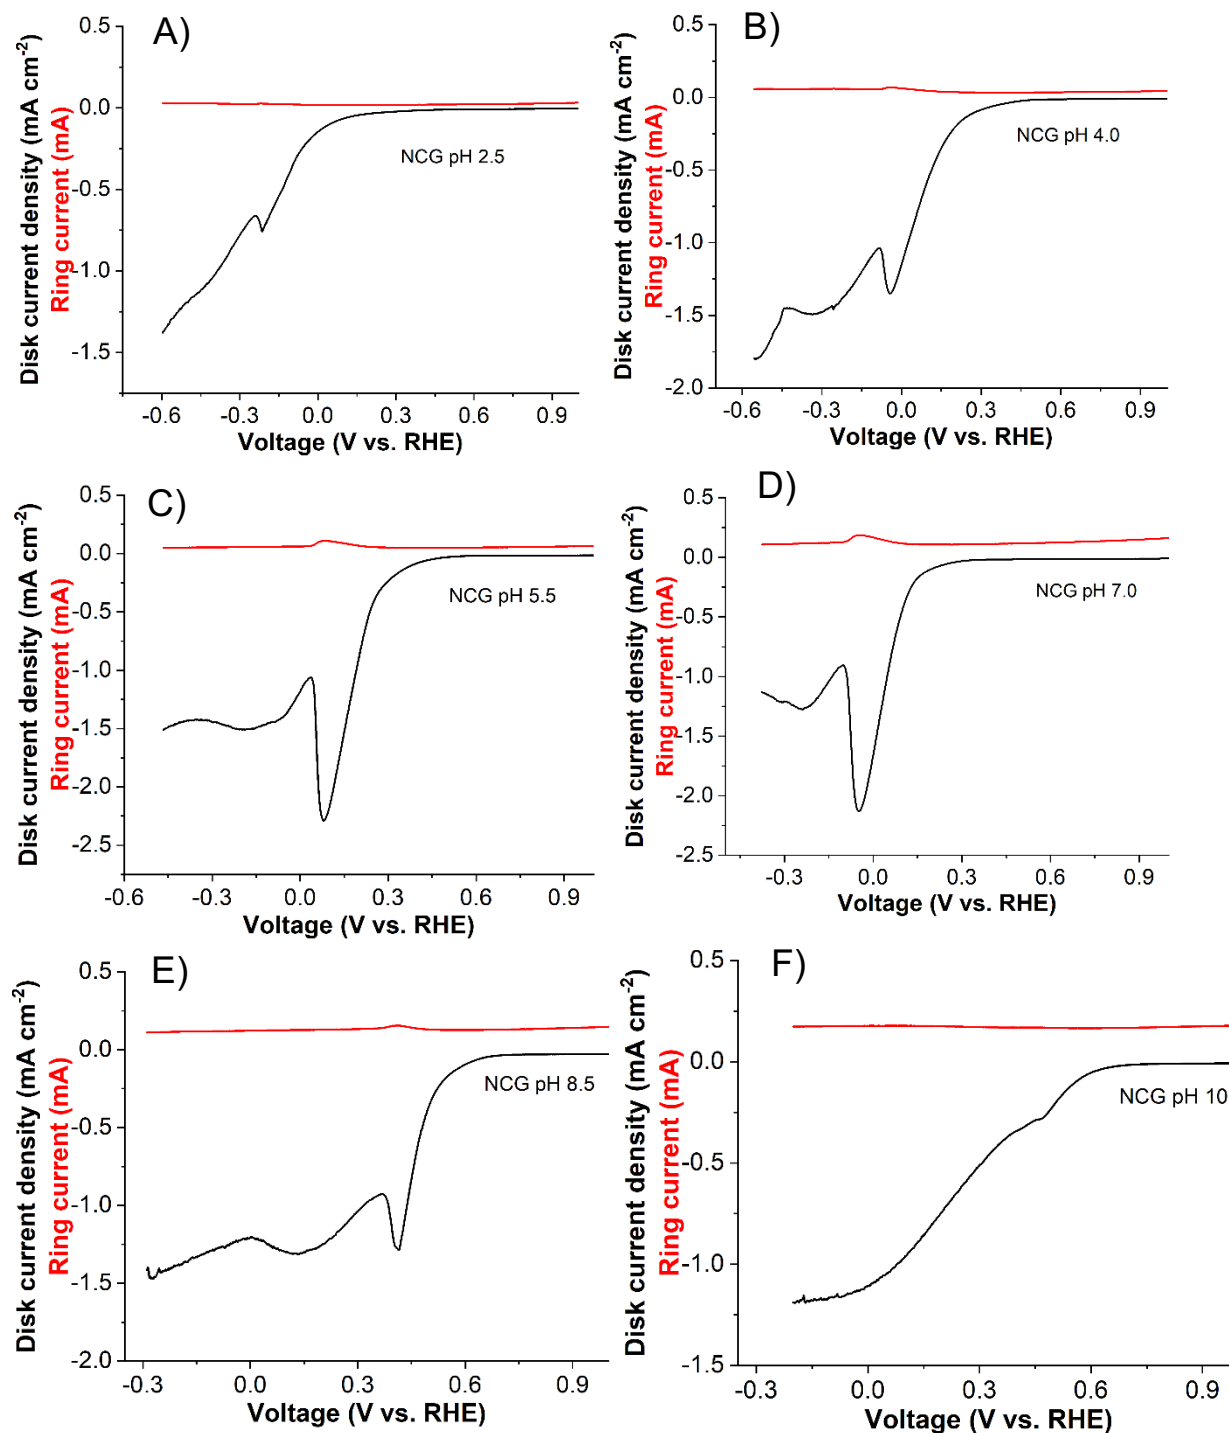 A)
Disk current density (mA cm-2)
Ring current (mA)
0.5
0.0
-0.5
-1.0
-1.5
NCG pH 2.5
-0.6 -0.3 0.0 0.3 0.6 0.9
Voltage (V vs. RHE)
B)
Disk current density (mA cm-2)
Ring current (mA)
0.5
0.0
-0.5
-1.0
-1.5
-2.0
NCG pH 4.0
-0.6 -0.3 0.0 0.3 0.6 0.9
Voltage (V vs. RHE)
C)
Disk current density (mA cm-2)
Ring current (mA)
0.5
0.0
-0.5
-1.0
-1.5
-2.0
-2.5
NCG pH 5.5
-0.6 -0.3 0.0 0.3 0.6 0.9
Voltage (V vs. RHE)
D)
Disk current density (mA cm-2)
Ring current (mA)
0.5
0.0
-0.5
-1.0
-1.5
-2.0
-2.5
NCG pH 7.0
-0.3 0.0 0.3 0.6 0.9
Voltage (V vs. RHE)
E)
Disk current density (mA cm-2)
Ring current (mA)
0.5
0.0
-0.5
-1.0
-1.5
-2.0
NCG pH 8.5
-0.3 0.0 0.3 0.6 0.9
Voltage (V vs. RHE)
F)
Disk current density (mA cm-2)
Ring current (mA)
0.5
0.0
-0.5
-1.0
-1.5
NCG pH 10
-0.3 0.0 0.3 0.6 0.9
Voltage (V vs. RHE)